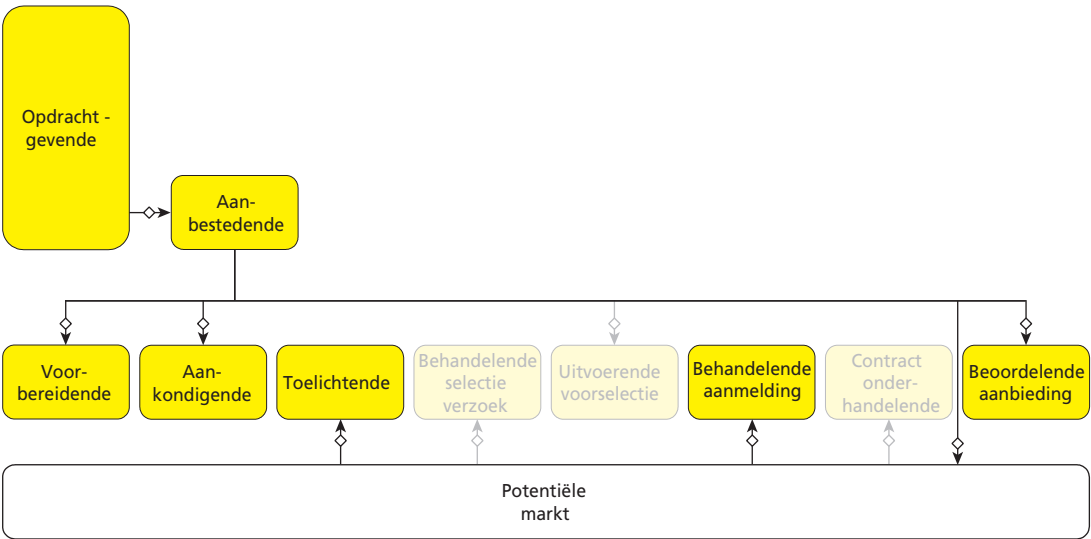 Opdracht -
gevende
Aan-
bestedende
Voor-
bereidende
Aan-
kondigende
Toelichtende
Behandelende
selectie
verzoek
Uitvoerende
voorselectie
Behandelende
aanmelding
Contract
onder-
handelende
Beoordelende
aanbieding
Potentiële
markt